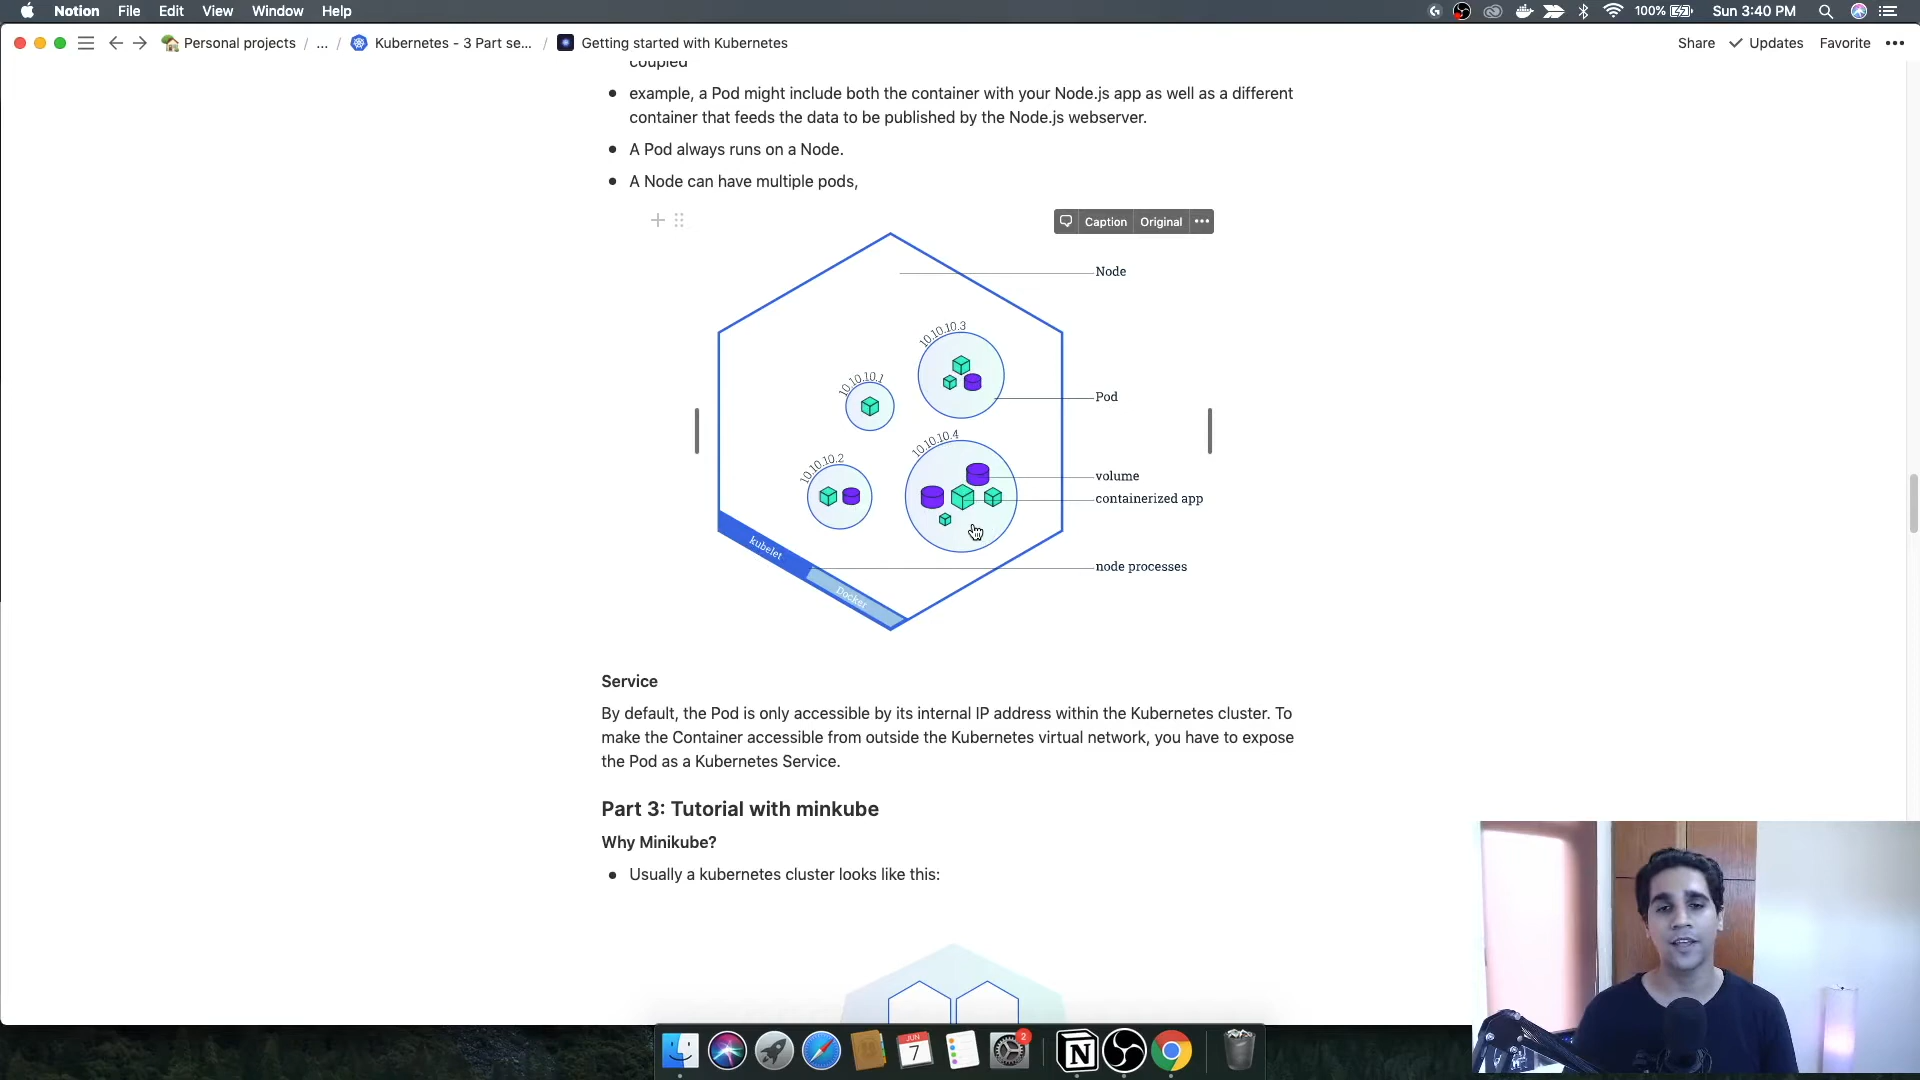 Notion File Edit View Window Help 100% Sun 3:40 PM
Personal projects / ... / Kubernetes - 3 Part se... / Getting started with Kubernetes Share Updates Favorite
coupled
example, a Pod might include both the container with your Node.js app as well as a different
container that feeds the data to be published by the Node.js webserver.
A Pod always runs on a Node.
A Node can have multiple pods,
Caption Original
Node
10.10.10.3
10.10.10.1
Pod
10.10.10.4
10.10.10.2
volume
containerized app
kubelet
node processes
Docker
Service
By default, the Pod is only accessible by its internal IP address within the Kubernetes cluster. To
make the Container accessible from outside the Kubernetes virtual network, you have to expose
the Pod as a Kubernetes Service.
Part 3: Tutorial with minkube
Why Minikube?
Usually a kubernetes cluster looks like this:
JUN
7
2
N